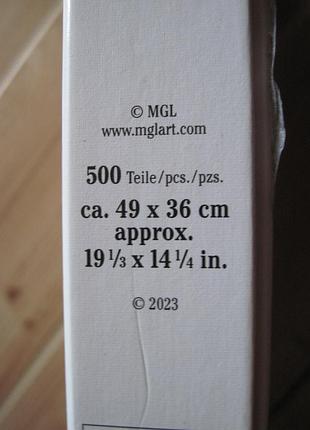 © MGL
www.mglart.com
500 Teile/pcs./pzs.
ca. 49 x 36 cm
approx.
19 1/3 x 14 1/4 in.
© 2023